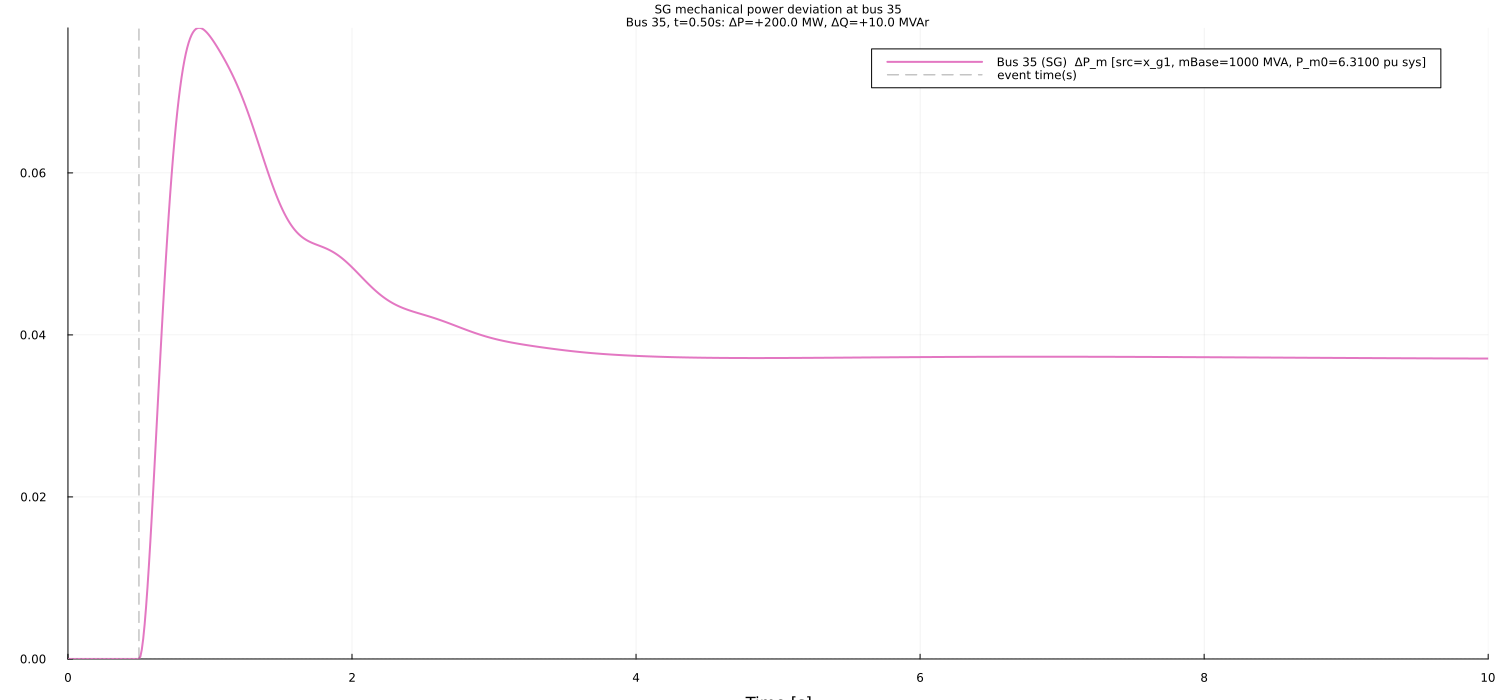 SG mechanical power deviation at bus 35
Bus 35, t=0.50s: ΔP=+200.0 MW, ΔQ=+10.0 MVAr
Bus 35 (SG)  ΔP_m [src=x_g1, mBase=1000 MVA, P_m0=6.3100 pu sys]
event time(s)
0.06
0.04
0.02
0.00
0 2 4 6 8 10
Time [s]